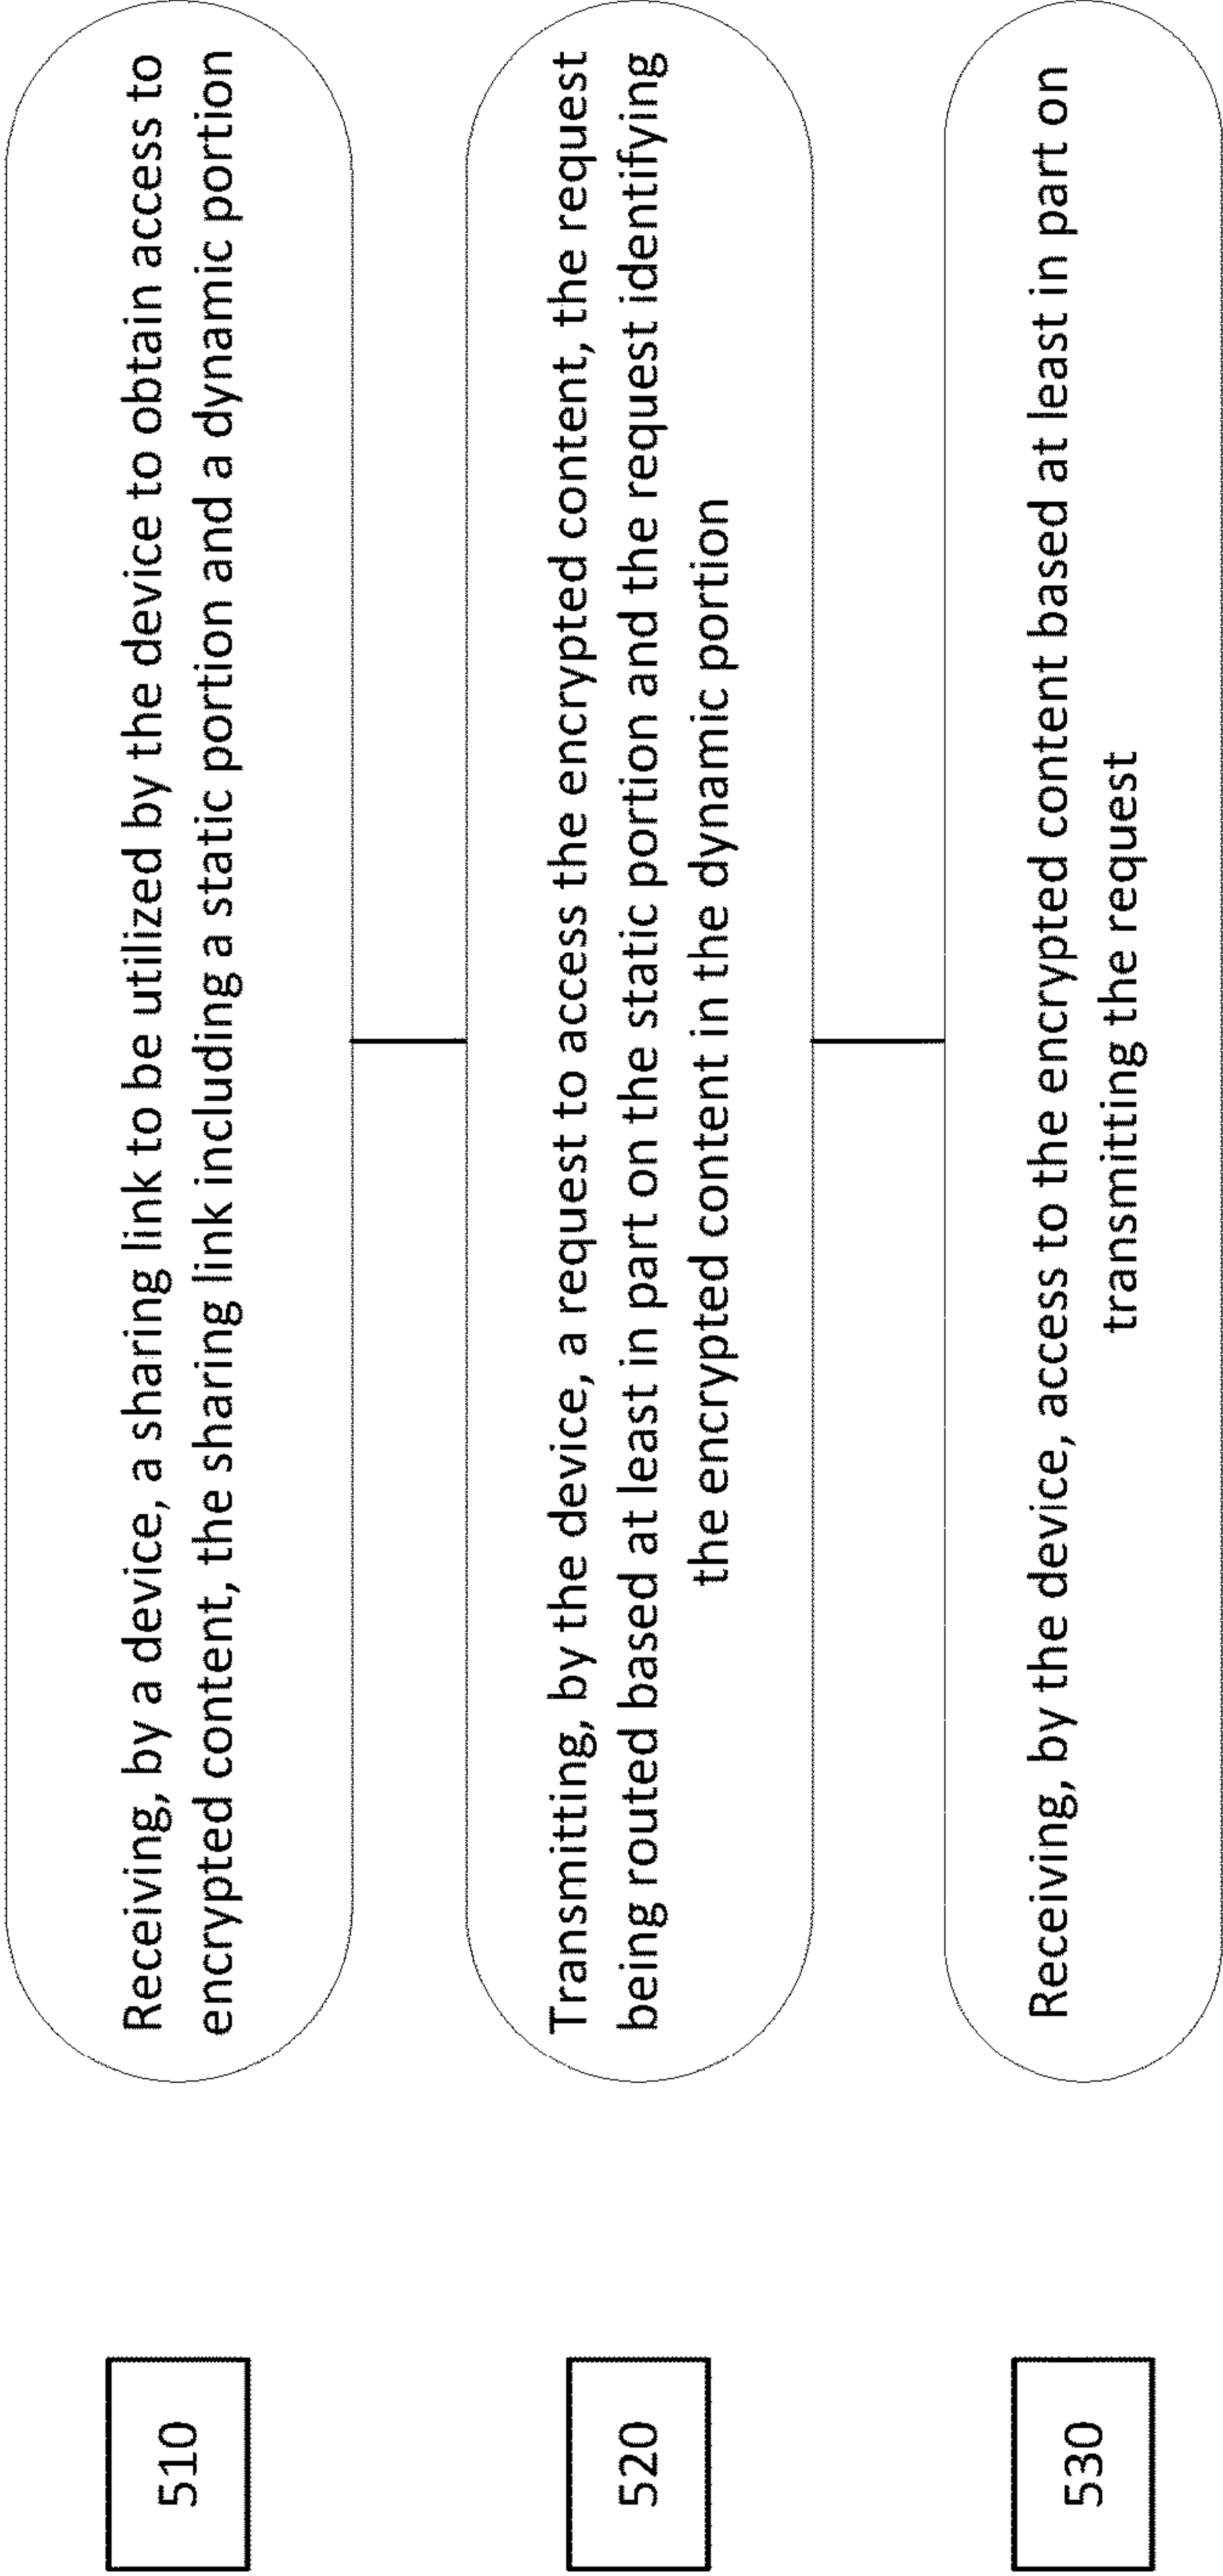 510
Receiving, by a device, a sharing link to be utilized by the device to obtain access to
encrypted content, the sharing link including a static portion and a dynamic portion
520
Transmitting, by the device, a request to access the encrypted content, the request
being routed based at least in part on the static portion and the request identifying
the encrypted content in the dynamic portion
530
Receiving, by the device, access to the encrypted content based at least in part on
transmitting the request